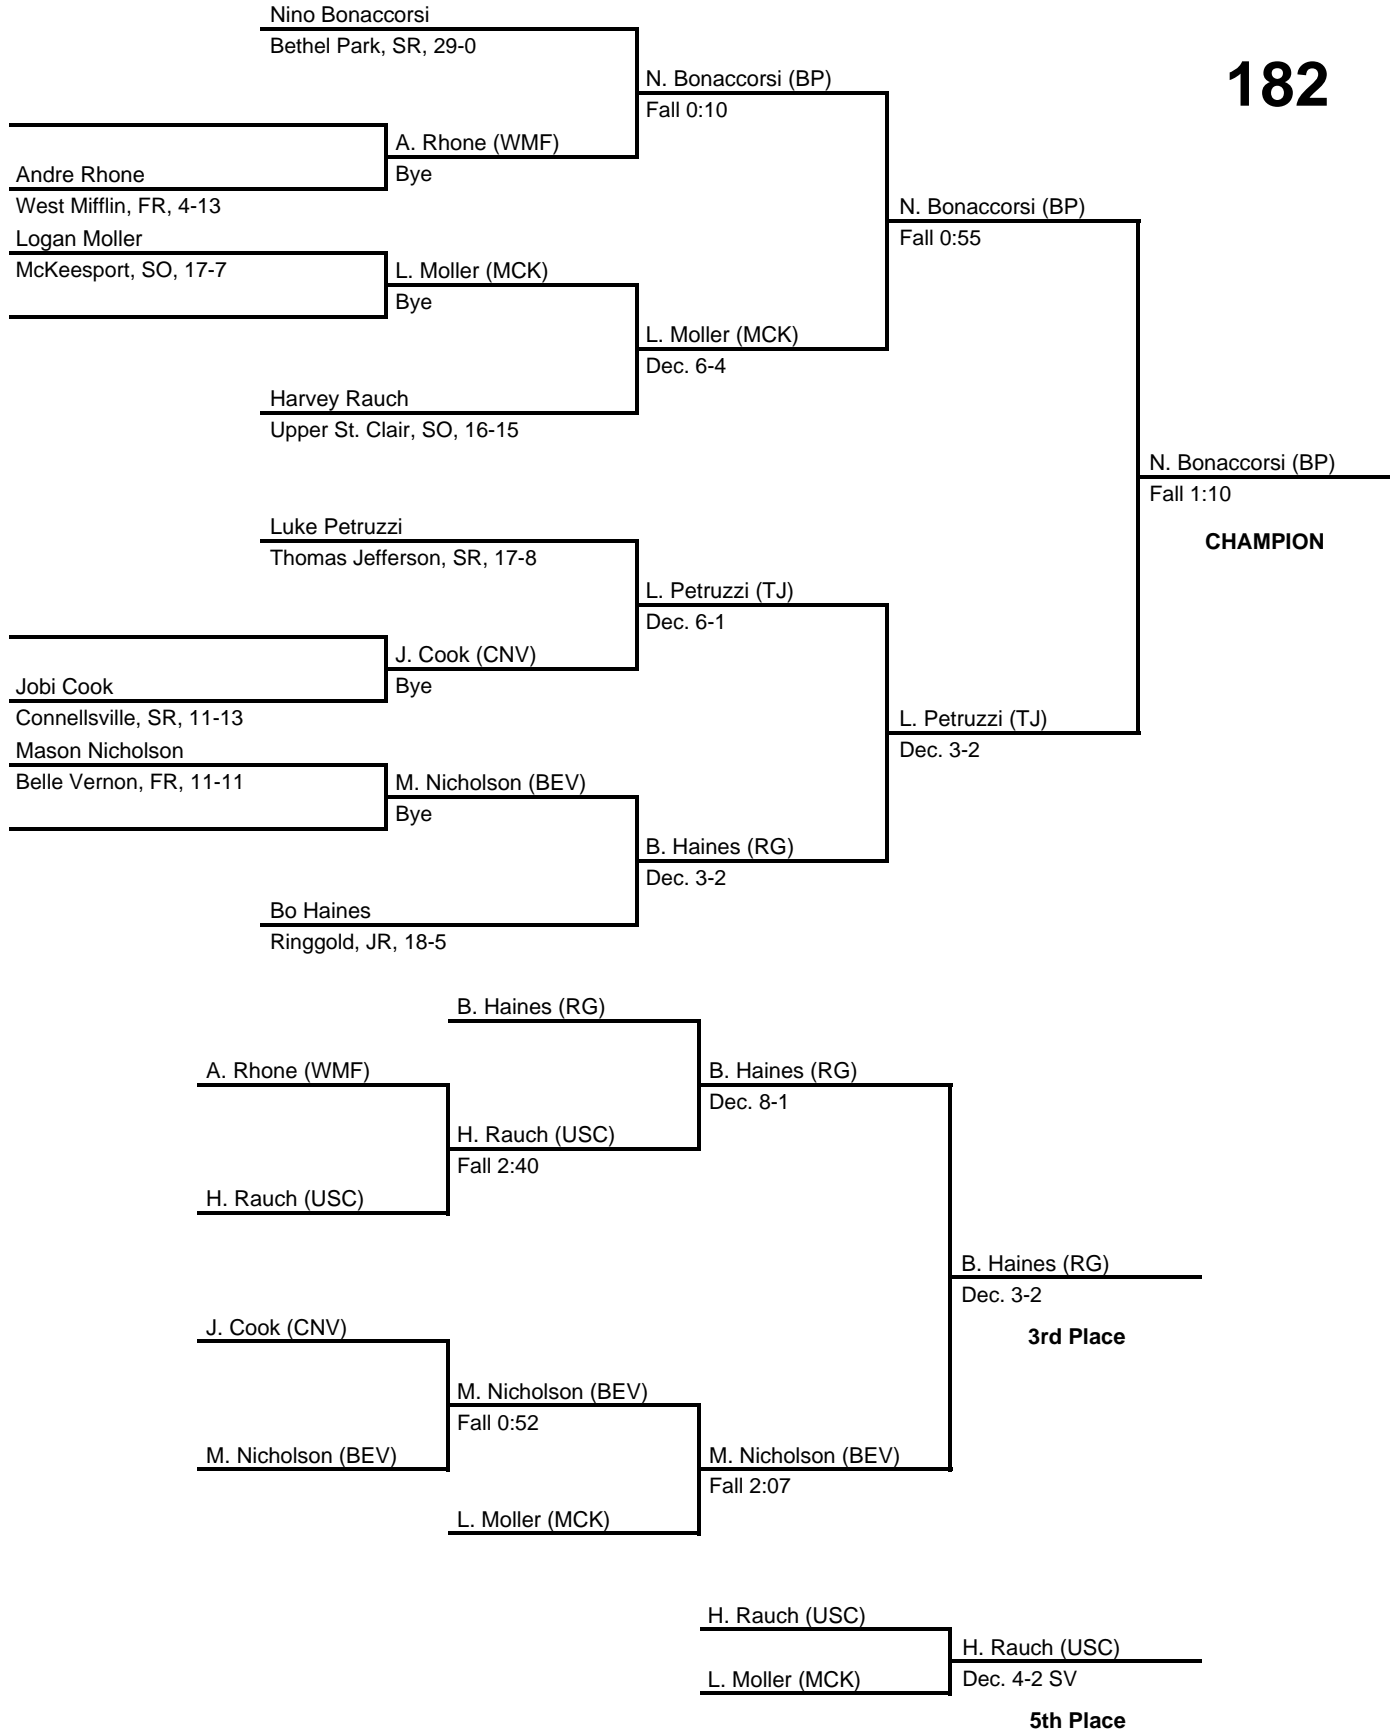 Nino Bonaccorsi
Bethel Park, SR, 29-0
182
N. Bonaccorsi (BP)
Fall 0:10
A. Rhone (WMF)
Bye
Andre Rhone
West Mifflin, FR, 4-13
N. Bonaccorsi (BP)
Fall 0:55
Logan Moller
McKeesport, SO, 17-7
L. Moller (MCK)
Bye
L. Moller (MCK)
Dec. 6-4
Harvey Rauch
Upper St. Clair, SO, 16-15
N. Bonaccorsi (BP)
Fall 1:10
CHAMPION
Luke Petruzzi
Thomas Jefferson, SR, 17-8
L. Petruzzi (TJ)
Dec. 6-1
J. Cook (CNV)
Bye
Jobi Cook
Connellsville, SR, 11-13
L. Petruzzi (TJ)
Dec. 3-2
Mason Nicholson
Belle Vernon, FR, 11-11
M. Nicholson (BEV)
Bye
B. Haines (RG)
Dec. 3-2
Bo Haines
Ringgold, JR, 18-5
B. Haines (RG)
A. Rhone (WMF)
B. Haines (RG)
Dec. 8-1
H. Rauch (USC)
Fall 2:40
H. Rauch (USC)
B. Haines (RG)
Dec. 3-2
3rd Place
J. Cook (CNV)
M. Nicholson (BEV)
Fall 0:52
M. Nicholson (BEV)
M. Nicholson (BEV)
Fall 2:07
L. Moller (MCK)
H. Rauch (USC)
H. Rauch (USC)
Dec. 4-2 SV
L. Moller (MCK)
5th Place